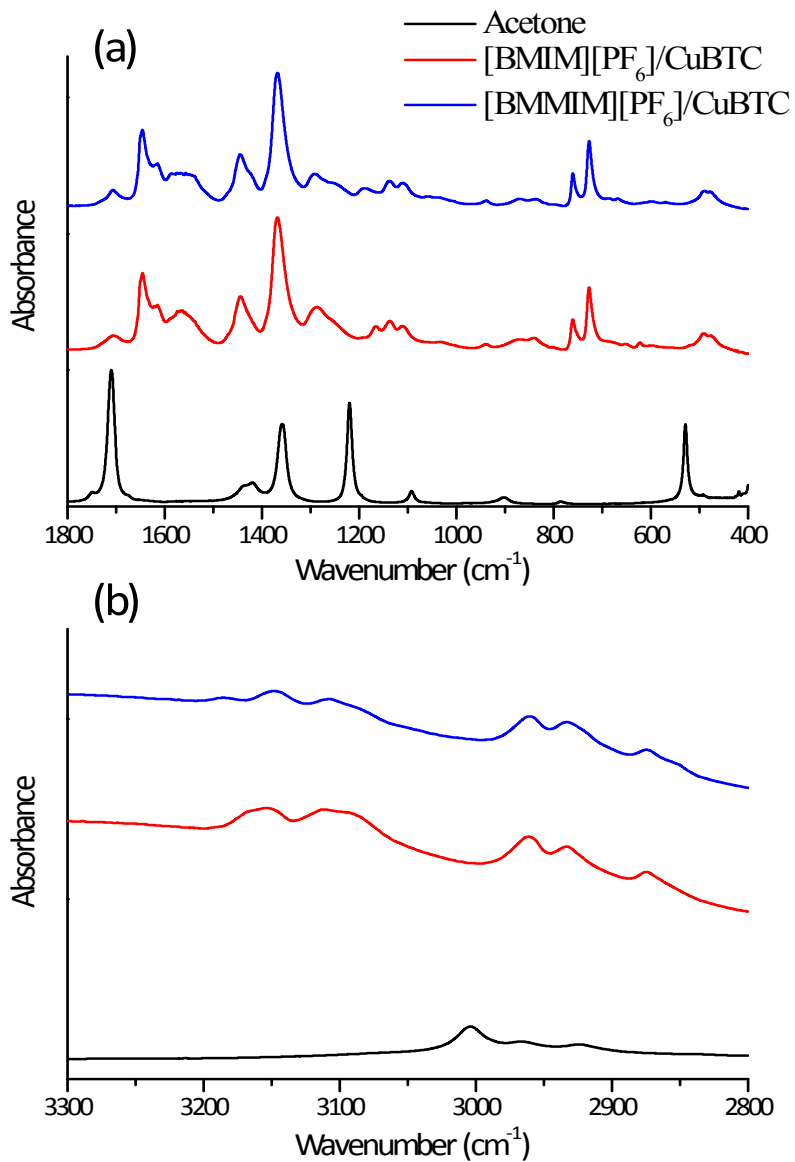 (a)
Acetone
[BMIM][PF₆]/CuBTC
[BMMIM][PF₆]/CuBTC
Absorbance
1800 1600 1400 1200 1000 800 600 400
Wavenumber (cm⁻¹)
(b)
Absorbance
3300 3200 3100 3000 2900 2800
Wavenumber (cm⁻¹)